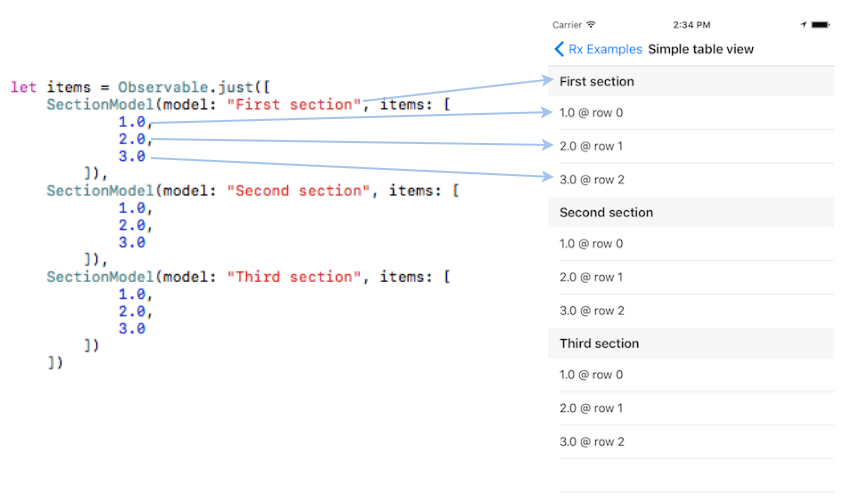 let items = Observable.just([
SectionModel(model: "First section", items: [
1.0,
2.0,
3.0
]),
SectionModel(model: "Second section", items: [
1.0,
2.0,
3.0
]),
SectionModel(model: "Third section", items: [
1.0,
2.0,
3.0
])
])
Carrier 2:34 PM
Rx Examples Simple table view
First section
1.0 @ row 0
2.0 @ row 1
3.0 @ row 2
Second section
1.0 @ row 0
2.0 @ row 1
3.0 @ row 2
Third section
1.0 @ row 0
2.0 @ row 1
3.0 @ row 2